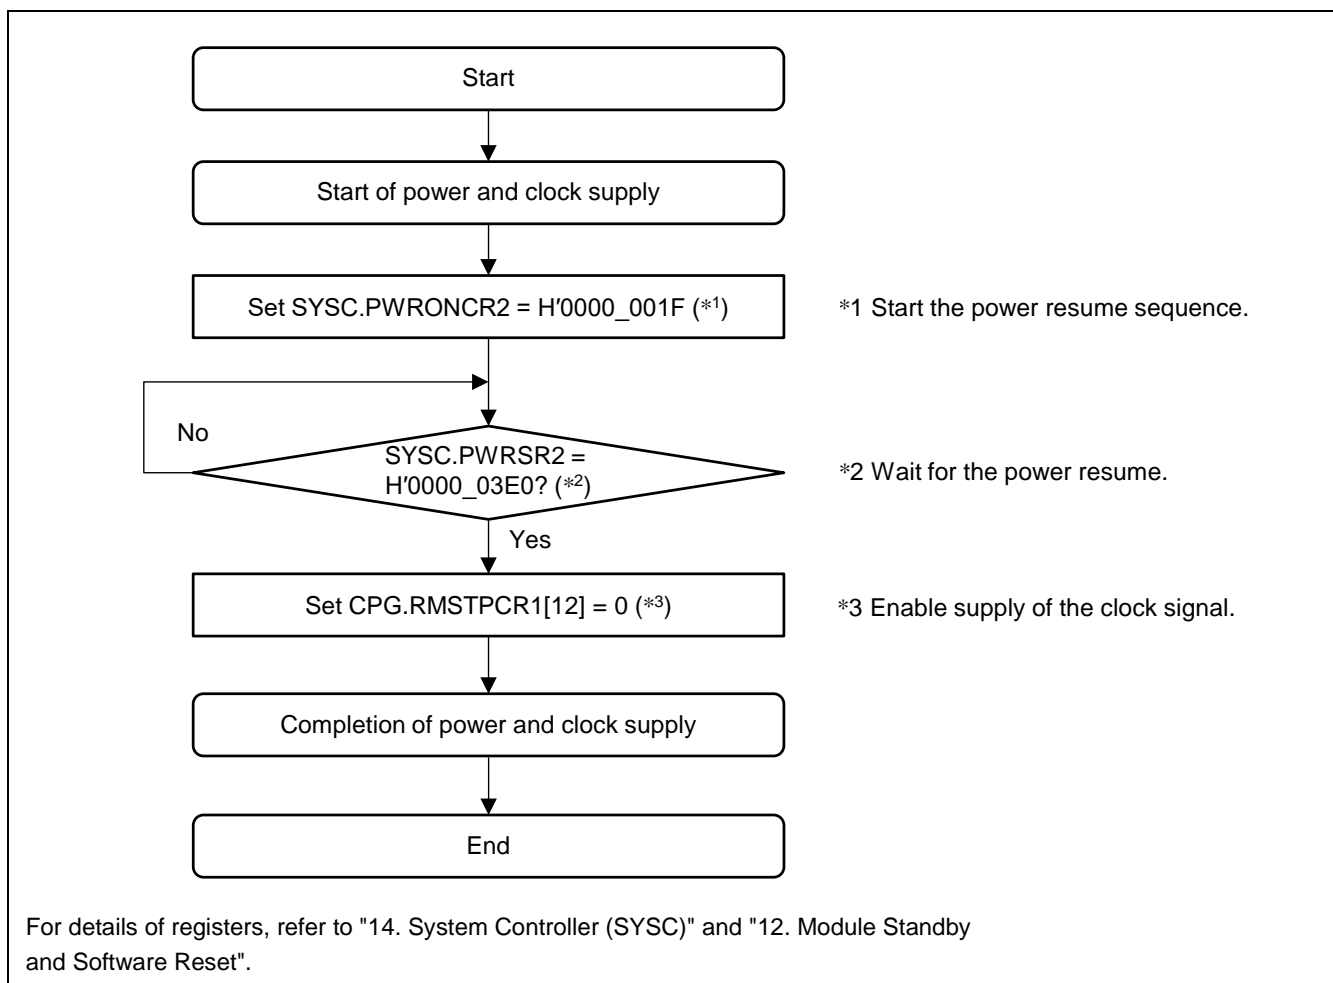 Start
Start of power and clock supply
Set SYSC.PWRONCR2 = H′0000_001F (*1)
*1 Start the power resume sequence.
No
SYSC.PWRSR2 =
H′0000_03E0? (*2)
*2 Wait for the power resume.
Yes
Set CPG.RMSTPCR1[12] = 0 (*3)
*3 Enable supply of the clock signal.
Completion of power and clock supply
End
For details of registers, refer to "14. System Controller (SYSC)" and "12. Module Standby
and Software Reset".